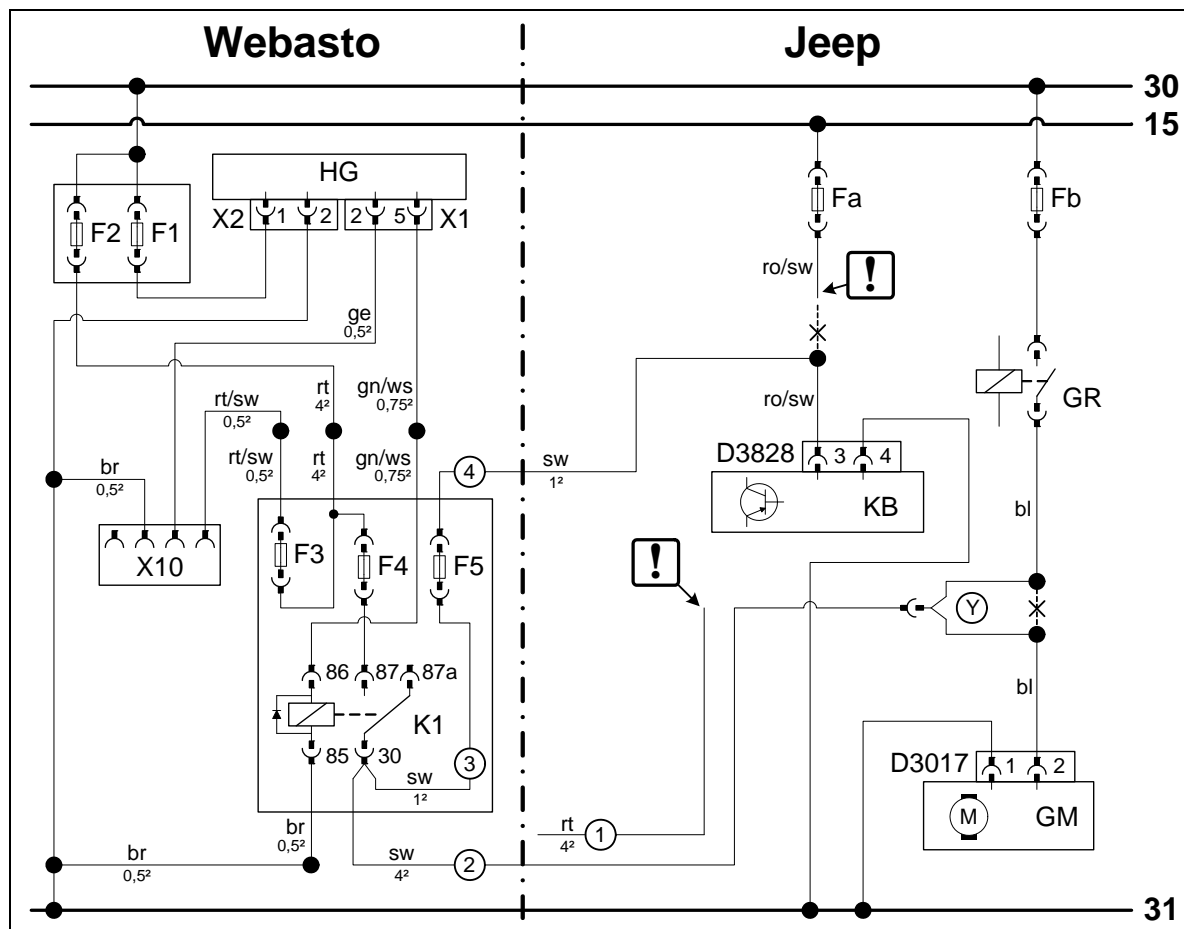 Webasto
Jeep
30
15
HG
X2
1
2
2
5
X1
F2
F1
Fa
Fb
ro/sw
!
ge
0,5²
rt
4²
gn/ws
0,75²
rt/sw
0,5²
GR
ro/sw
rt/sw
0,5²
rt
4²
gn/ws
0,75²
4
sw
1²
D3828
3
4
KB
br
0,5²
bl
X10
F3
F4
F5
!
Y
86
87
87a
K1
bl
85
30
3
sw
1²
D3017
1
2
M
GM
br
0,5²
rt
4²
1
br
0,5²
sw
4²
2
31